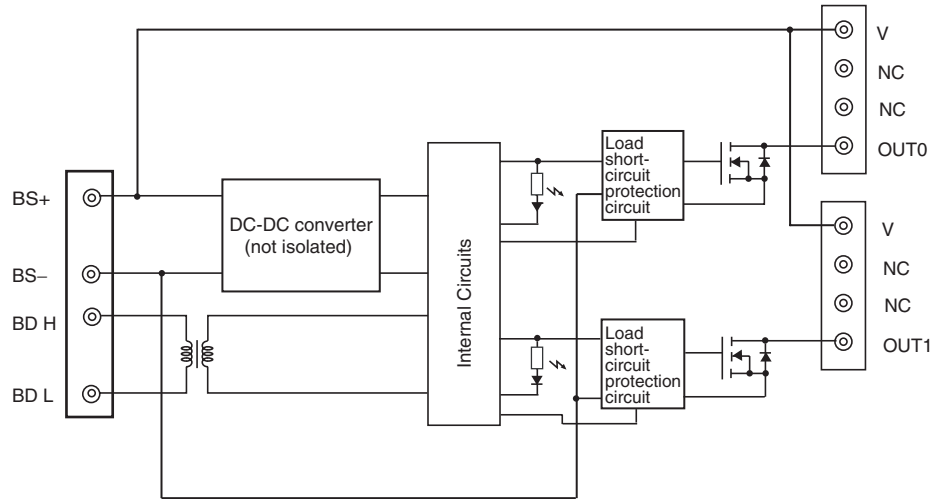 V
NC
NC
OUT0
Load
short-
circuit
protection
circuit
BS+
DC-DC converter
(not isolated)
BS–
V
NC
NC
OUT1
BD H
BD L
Internal Circuits
Load
short-
circuit
protection
circuit